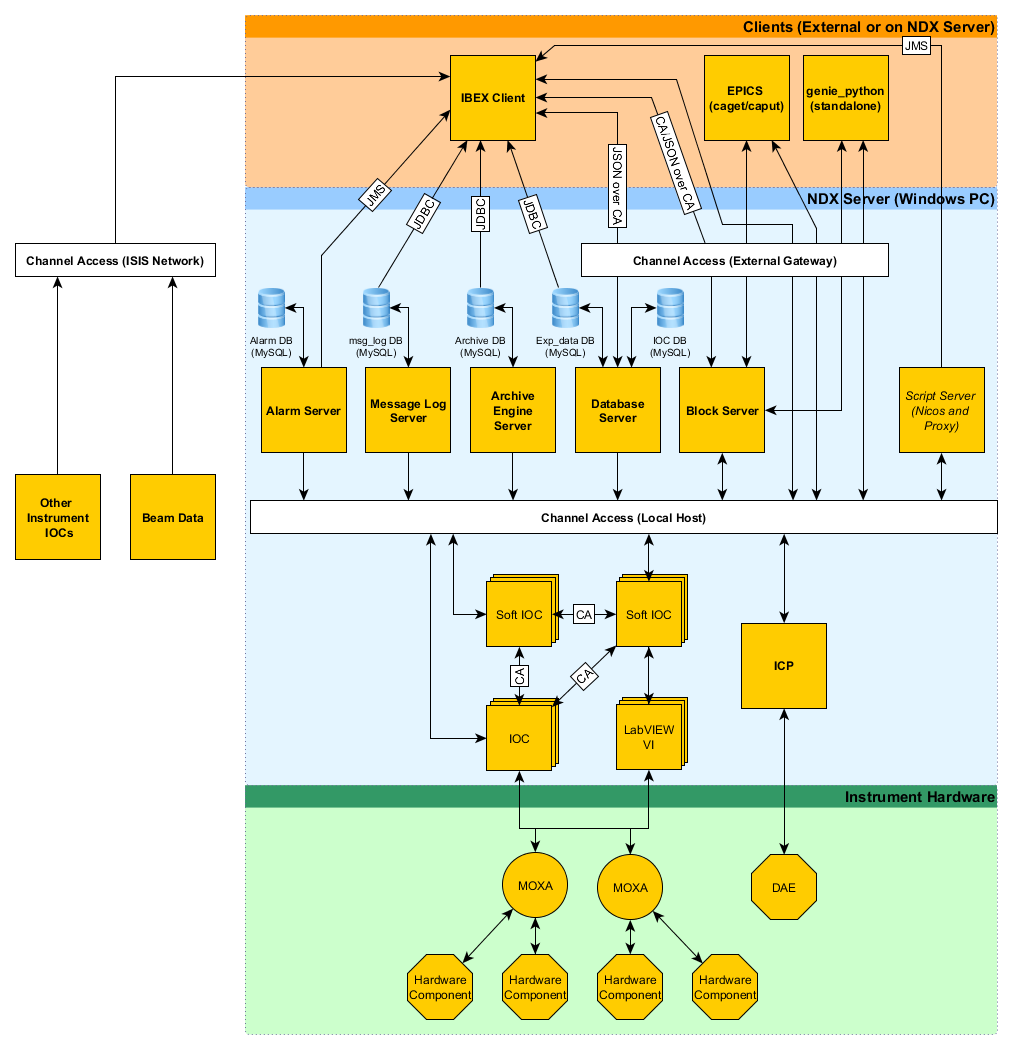 Clients (External or on NDX Server)
JMS
IBEX Client
EPICS
(caget/caput)
genie_python
(standalone)
JMS
JDBC
JDBC
JDBC
JSON over CA
CA/JSON over CA
NDX Server (Windows PC)
Channel Access (ISIS Network)
Channel Access (External Gateway)
Alarm DB
(MySQL)
msg_log DB
(MySQL)
Archive DB
(MySQL)
Exp_data DB
(MySQL)
IOC DB
(MySQL)
Alarm Server
Message Log
Server
Archive
Engine
Server
Database
Server
Block Server
Script Server
(Nicos and
Proxy)
Other
Instrument
IOCs
Beam Data
Channel Access (Local Host)
Soft IOC
CA
Soft IOC
CA
CA
ICP
IOC
LabVIEW
VI
Instrument Hardware
MOXA
MOXA
DAE
Hardware
Component
Hardware
Component
Hardware
Component
Hardware
Component